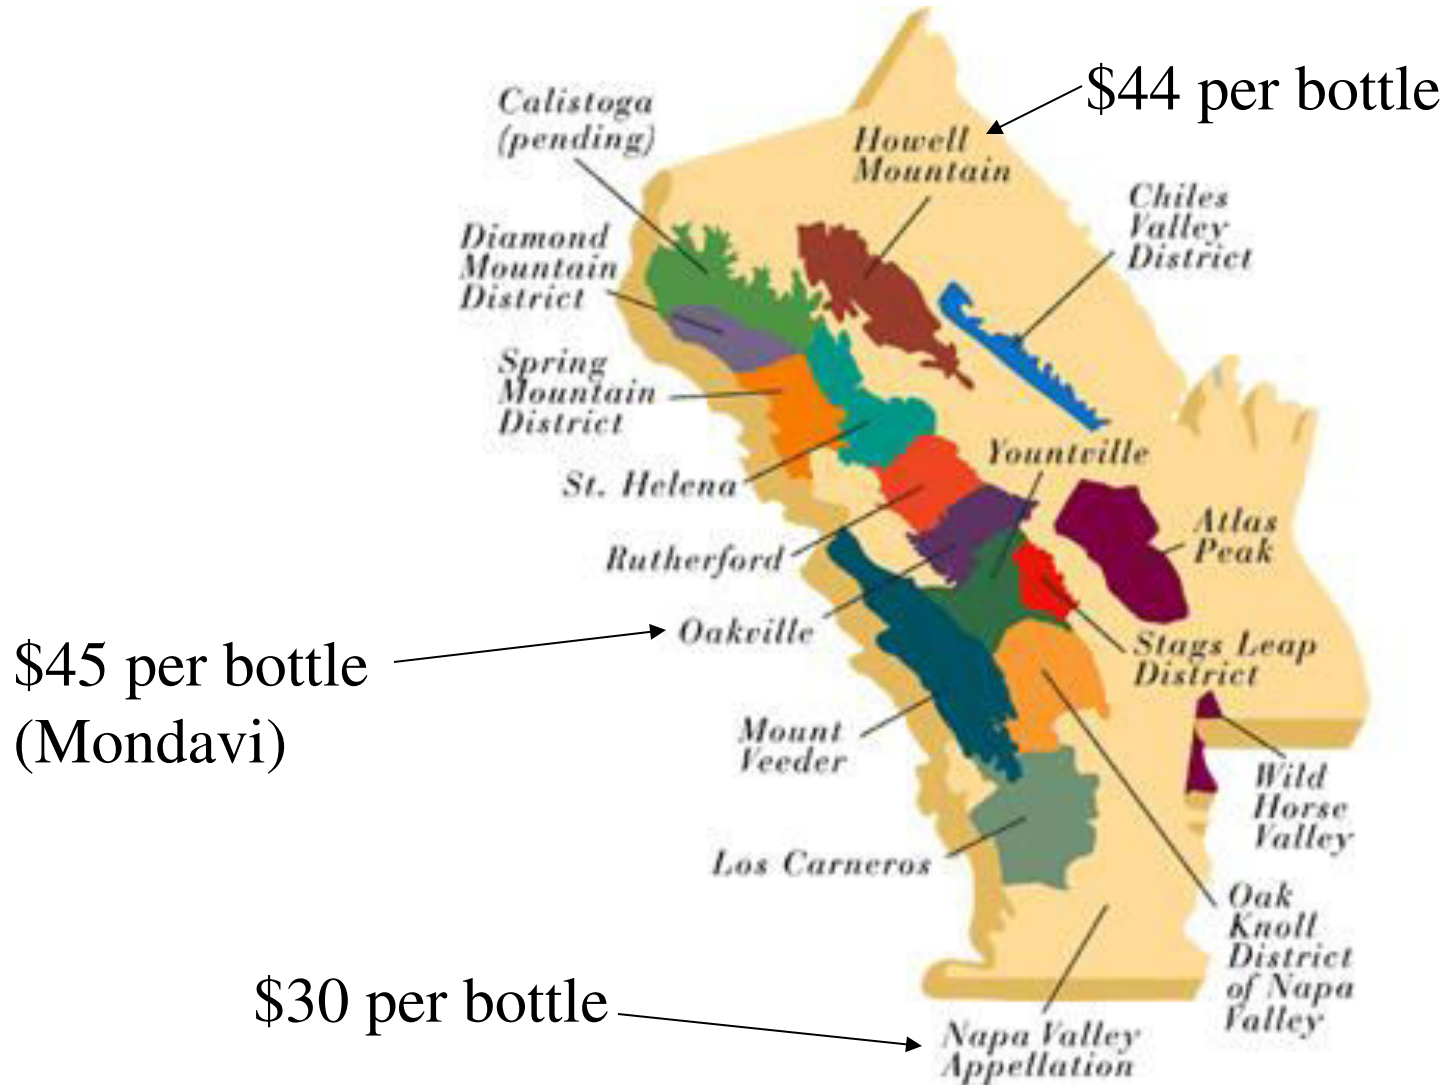 $44 per bottle
Calistoga
(pending)
Howell
Mountain
Chiles
Valley
District
Diamond
Mountain
District
Spring
Mountain
District
Yountville
St. Helena
Atlas
Peak
Rutherford
Oakville
$45 per bottle
(Mondavi)
Stags Leap
District
Mount
Veeder
Wild
Horse
Valley
Los Carneros
Oak
Knoll
District
of Napa
Valley
$30 per bottle
Napa Valley
Appellation